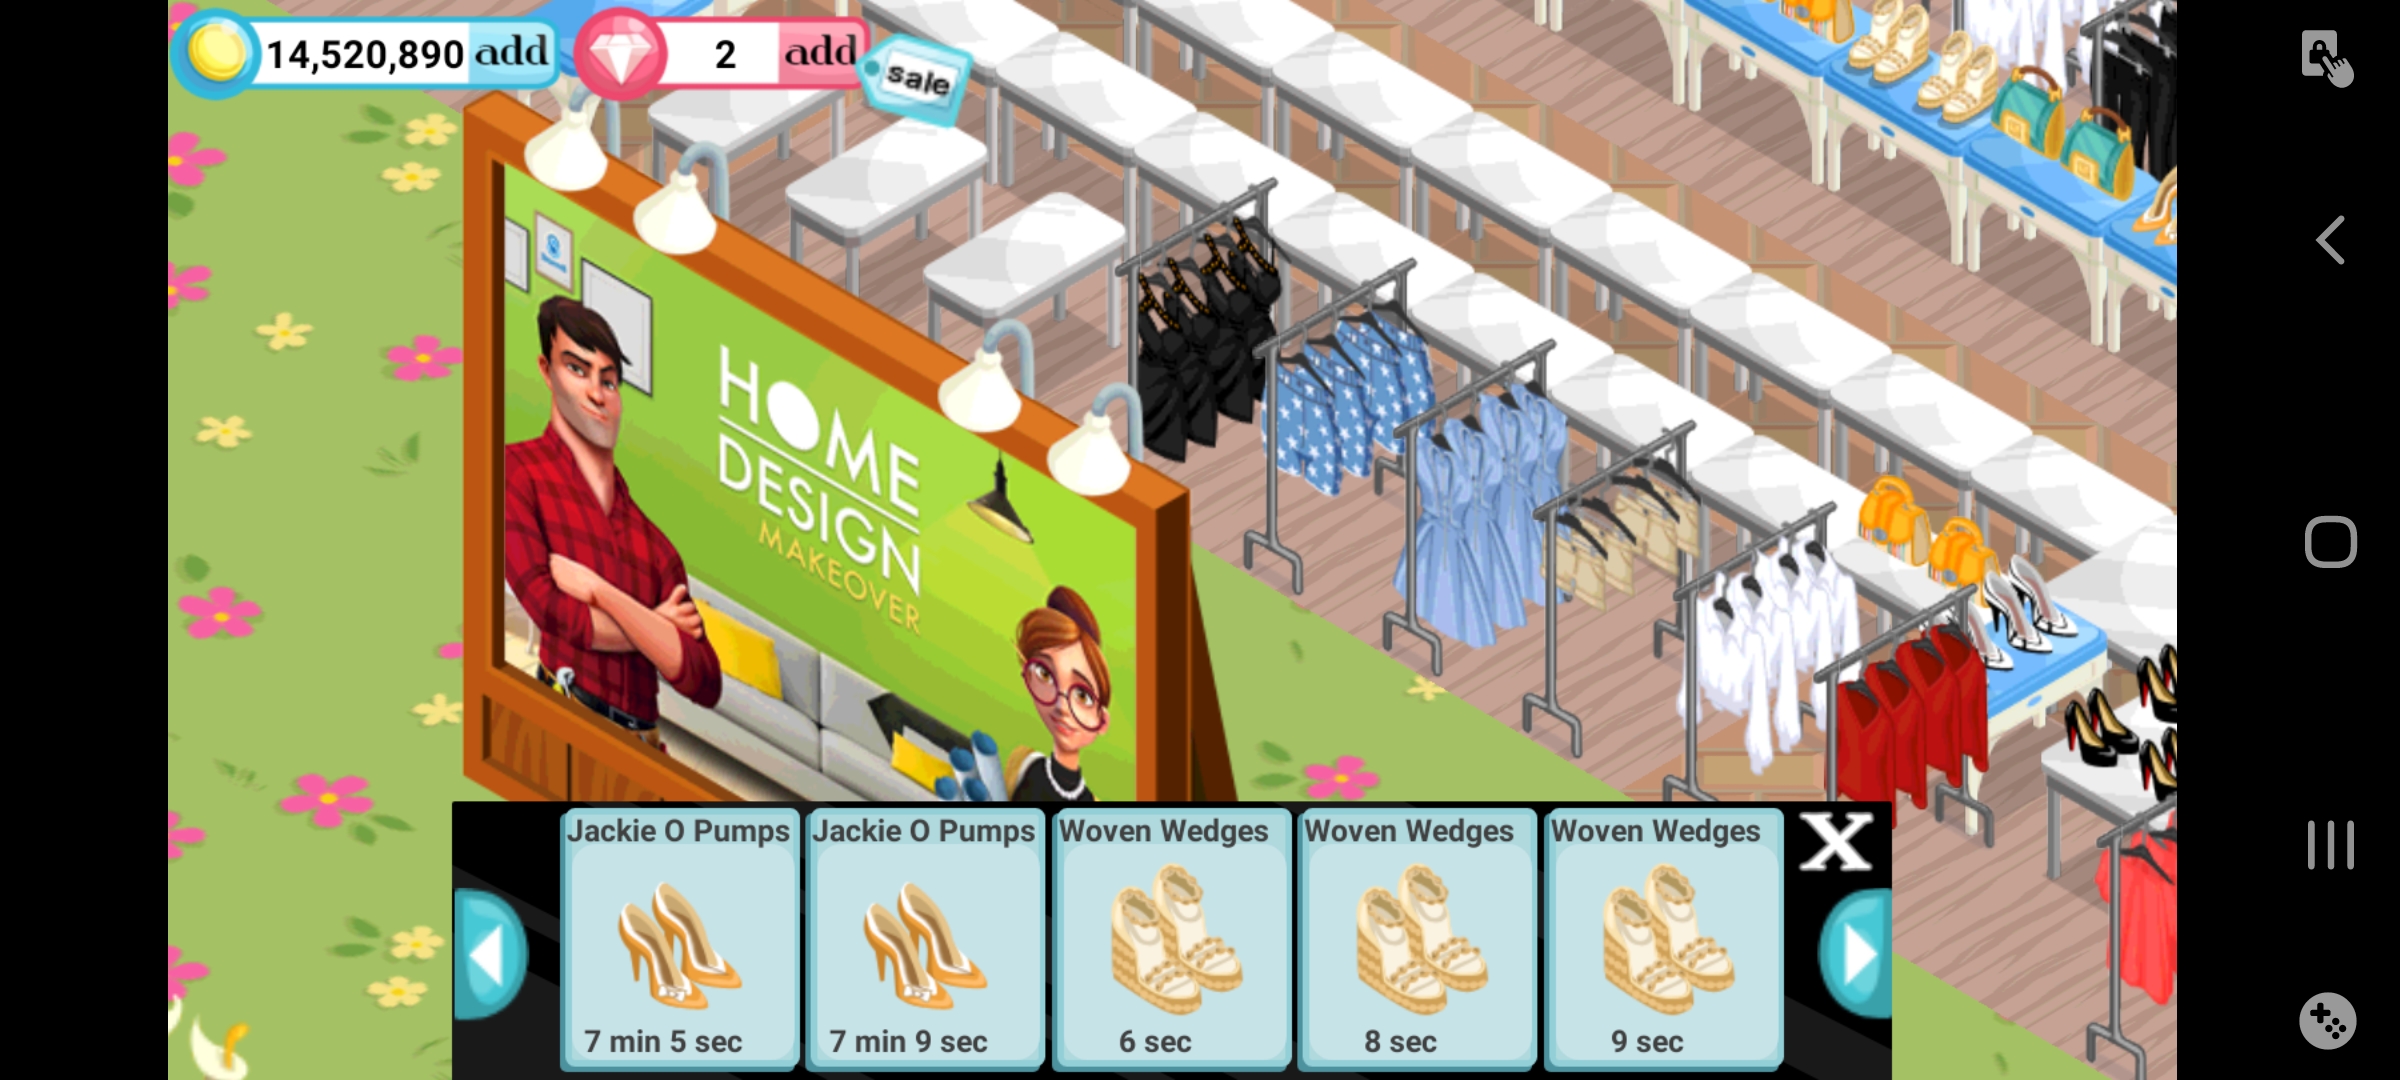 14,520,890 add
2 add
sale
HOME
DESIGN
MAKEOVER
Jackie O Pumps
7 min 5 sec
Jackie O Pumps
7 min 9 sec
Woven Wedges
6 sec
Woven Wedges
8 sec
Woven Wedges
9 sec
X